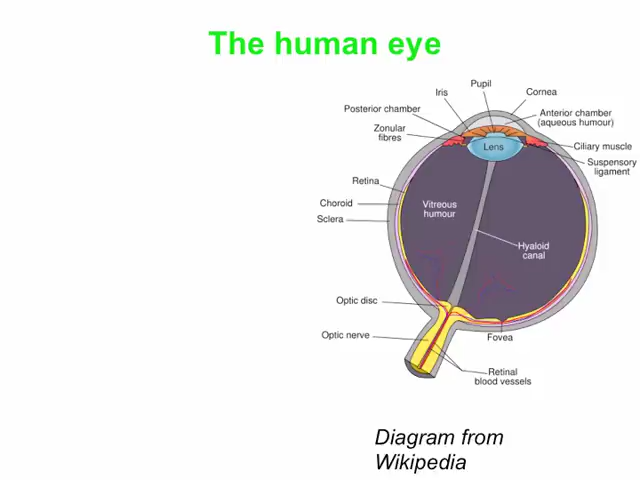 The human eye
Pupil
Iris
Cornea
Posterior chamber
Anterior chamber
(aqueous humour)
Zonular
fibres
Lens
Ciliary muscle
Suspensory
ligament
Retina
Choroid
Vitreous
humour
Sclera
Hyaloid
canal
Optic disc
Optic nerve
Fovea
Retinal
blood vessels
Diagram from
Wikipedia